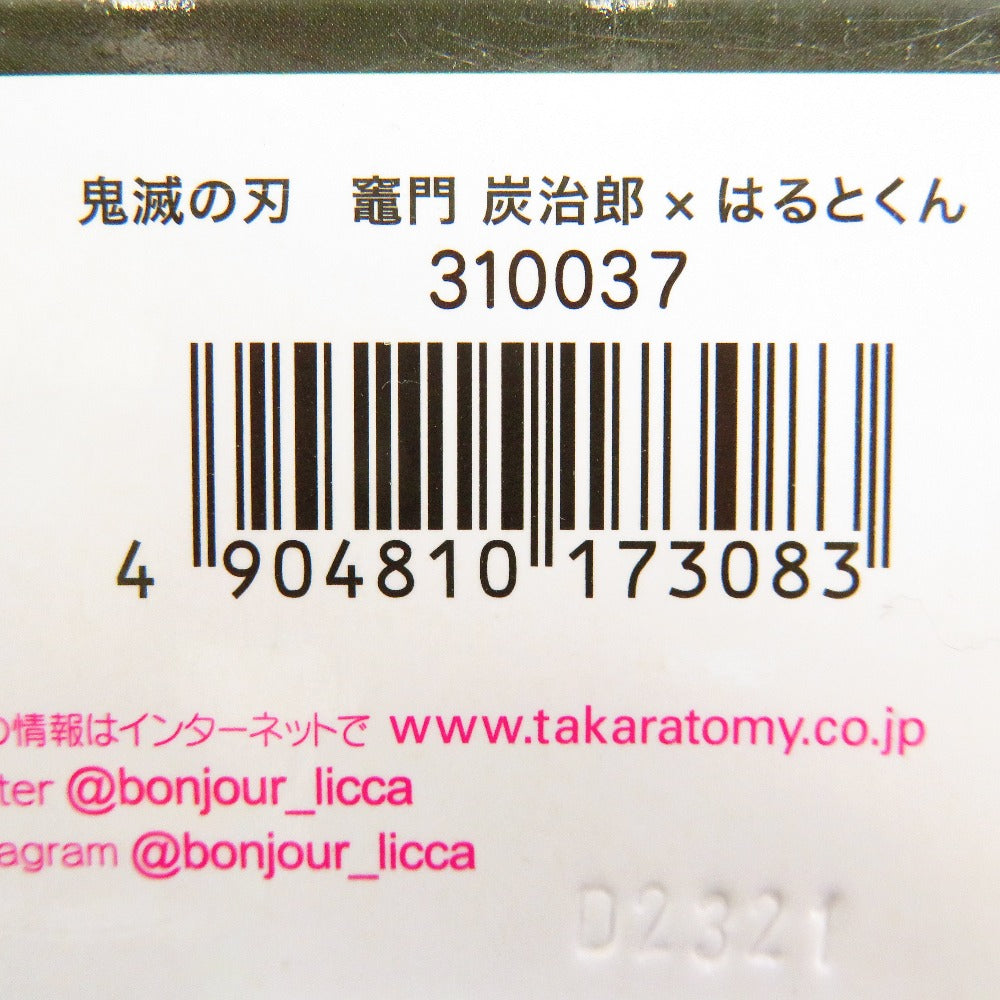 鬼滅の刃　竈門 炭治郎 × はるとくん
310037
4 904810 173083
の情報はインターネットで www.takaratomy.co.jp
ter @bonjour_licca
agram @bonjour_licca
02321